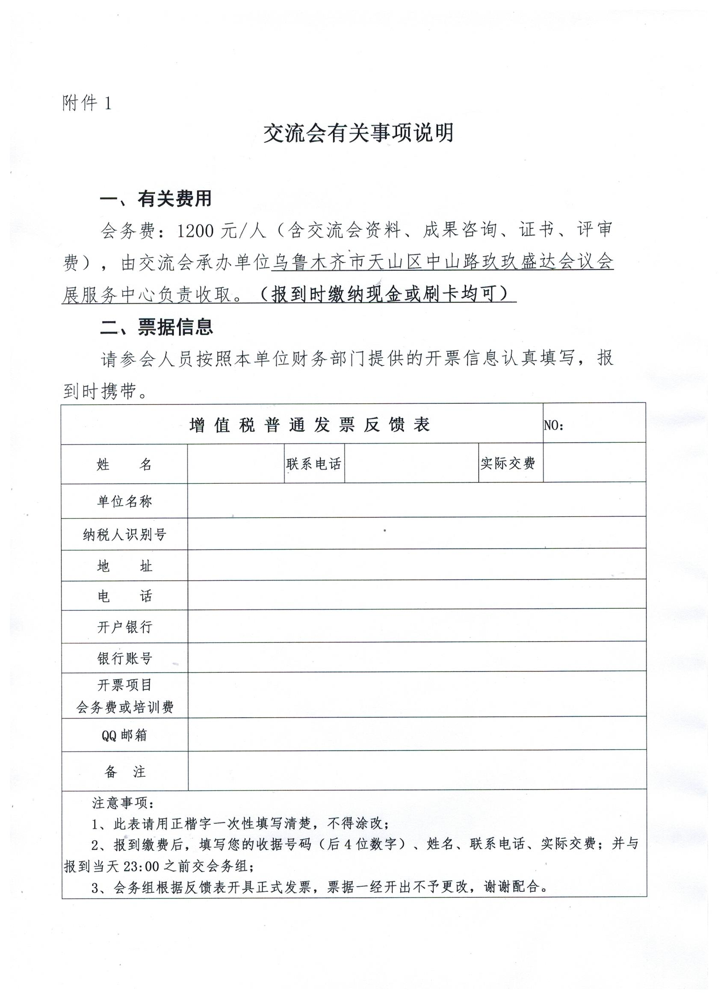 附件 1
交流会有关事项说明
一、有关费用
会务费：1200 元/人（含交流会资料、成果咨询、证书、评审
费），由交流会承办单位乌鲁木齐市天山区中山路玖玖盛达会议会
展服务中心负责收取。（报到时缴纳现金或刷卡均可）
二、票据信息
请参会人员按照本单位财务部门提供的开票信息认真填写，报
到时携带。
增值税普通发票反馈表 NO：
姓 名 联系电话 实际交费
单位名称
纳税人识别号
地 址
电 话
开户银行
银行账号
开票项目
会务费或培训费
QQ 邮箱
备 注
注意事项：
1、此表请用正楷字一次性填写清楚，不得涂改；
2、报到缴费后，填写您的收据号码（后 4 位数字）、姓名、联系电话、实际交费；并与
报到当天 23:00 之前交会务组；
3、会务组根据反馈表开具正式发票，票据一经开出不予更改，谢谢配合。